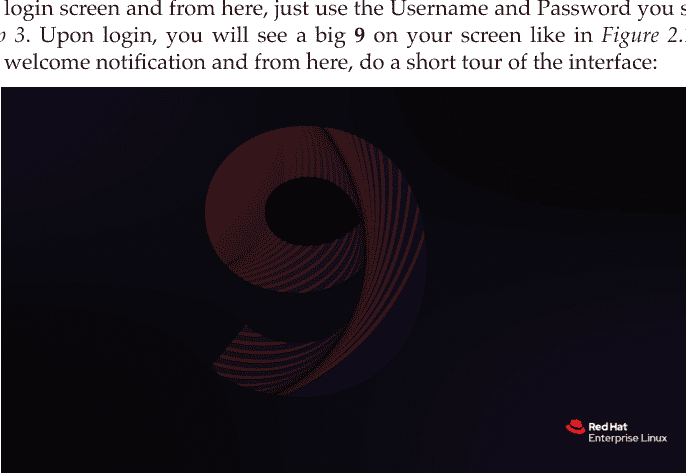 login screen and from here, just use the Username and Password you s
p 3. Upon login, you will see a big 9 on your screen like in Figure 2.
welcome notification and from here, do a short tour of the interface:
9
Red Hat
Enterprise Linux